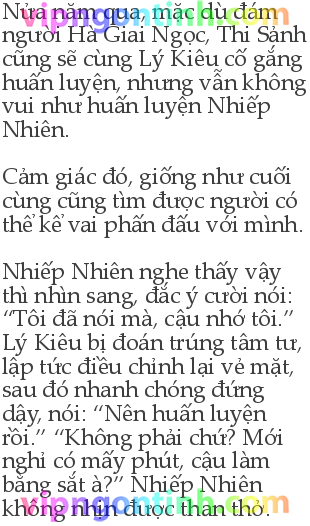 Nửa năm qua, mặc dù đám
người Hà Giai Ngọc, Thi Sảnh
cũng sẽ cùng Lý Kiêu cố gắng
huấn luyện, nhưng vẫn không
vui như huấn luyện Nhiếp
Nhiên.
Cảm giác đó, giống như cuối
cùng cũng tìm được người có
thể kể vai phấn đấu với mình.
Nhiếp Nhiên nghe thấy vậy
thì nhìn sang, đắc ý cười nói:
“Tôi đã nói mà, cậu nhớ tôi.”
Lý Kiêu bị đoán trúng tâm tư,
lập tức điều chỉnh lại vẻ mặt,
sau đó nhanh chóng đứng
dậy, nói: “Nên huấn luyện
rồi.” “Không phải chứ? Mới
nghỉ có mấy phút, cậu làm
bằng sắt à?” Nhiếp Nhiên
không nhịn được than thở.
vipngontinh.com
vipngontinh.com